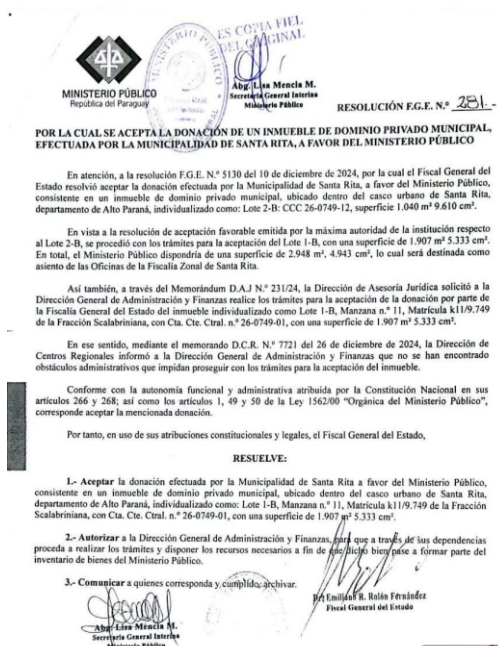 ES COPIA FIEL
DEL ORIGINAL
MINISTERIO PÚBLICO
MINISTERIO PÚBLICO
República del Paraguay
Abg. Lisa Mencia M.
Secretaria General Interina
Ministerio Público
RESOLUCIÓN F.G.E. N.º 281.-
POR LA CUAL SE ACEPTA LA DONACIÓN DE UN INMUEBLE DE DOMINIO PRIVADO MUNICIPAL,
EFECTUADA POR LA MUNICIPALIDAD DE SANTA RITA, A FAVOR DEL MINISTERIO PÚBLICO
En atención, a la resolución F.G.E. N.º 5130 del 10 de diciembre de 2024, por la cual el Fiscal General del
Estado resolvió aceptar la donación efectuada por la Municipalidad de Santa Rita, a favor del Ministerio Público,
consistente en un inmueble de dominio privado municipal, ubicado dentro del casco urbano de Santa Rita,
departamento de Alto Paraná, individualizado como: Lote 2-B: CCC 26-0749-12, superficie 1.040 m² 9.610 cm².
En vista a la resolución de aceptación favorable emitida por la máxima autoridad de la institución respecto
al Lote 2-B, se procedió con los trámites para la aceptación del Lote 1-B, con una superficie de 1.907 m² 5.333 cm².
En total, el Ministerio Público dispondría de una superficie de 2.948 m², 4.943 cm², lo cual será destinada como
asiento de las Oficinas de la Fiscalía Zonal de Santa Rita.
Así también, a través del Memorándum D.A.J N.º 231/24, la Dirección de Asesoría Jurídica solicitó a la
Dirección General de Administración y Finanzas realice los trámites para la aceptación de la donación por parte de
la Fiscalía General del Estado del inmueble individualizado como Lote 1-B, Manzana n.º 11, Matrícula k11/9.749 de
la Fracción Scalabriniana, con Cta. Cte. Ctral. n.º 26-0749-01, con una superficie de 1.907 m² 5.333 cm².
En ese sentido, mediante el memorando D.C.R. N.º 7721 del 26 de diciembre de 2024, la Dirección de
Centros Regionales informó a la Dirección General de Administración y Finanzas que no se han encontrado
obstáculos administrativos que impidan proseguir con los trámites para la aceptación del inmueble.
Conforme con la autonomía funcional y administrativa atribuida por la Constitución Nacional en sus
artículos 266 y 268; así como los artículos 1, 49 y 50 de la Ley 1562/00 “Orgánica del Ministerio Público”,
corresponde aceptar la mencionada donación.
Por tanto, en uso de sus atribuciones constitucionales y legales, el Fiscal General del Estado,
RESUELVE:
1.- Aceptar la donación efectuada por la Municipalidad de Santa Rita a favor del Ministerio Público,
consistente en un inmueble de dominio privado municipal, ubicado dentro del casco urbano de Santa Rita,
departamento de Alto Paraná, individualizado como: Lote 1-B, Manzana n.º 11, Matrícula k11/9.749 de la Fracción
Scalabriniana, con Cta. Cte. Ctral. n.º 26-0749-01, con una superficie de 1.907 m² 5.333 cm².
2.- Autorizar a la Dirección General de Administración y Finanzas, para que a través de sus dependencias
proceda a realizar los trámites y disponer los recursos necesarios a fin de que dicho bien pase a formar parte del
inventario de bienes del Ministerio Público.
3.- Comunicar a quienes corresponda y cumplido, archivar.
Emiliano R. Rolón Fernández
Fiscal General del Estado
Abg. Lisa Mencia M.
Secretaria General Interina
Ministerio Público